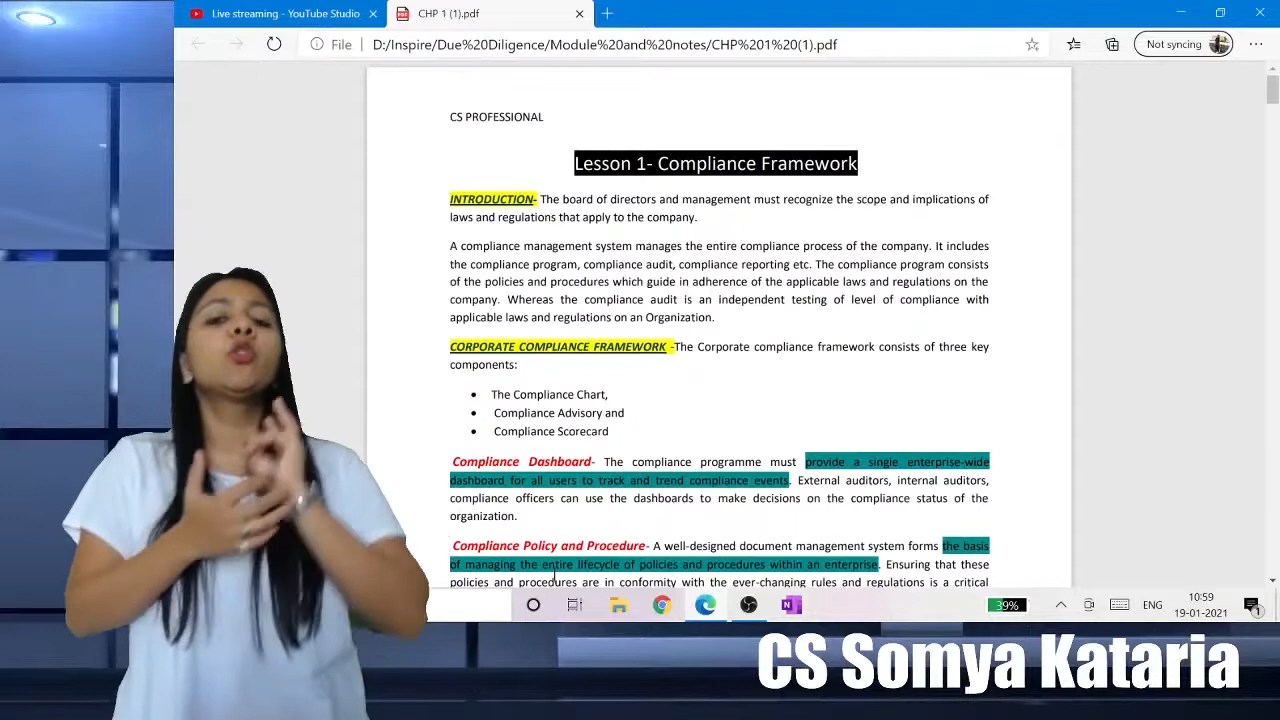 Live streaming - YouTube Studio
CHP 1 (1).pdf
File
D:/Inspire/Due%20Diligence/Module%20and%20notes/CHP%201%20(1).pdf
Not syncing
CS PROFESSIONAL
Lesson 1- Compliance Framework
INTRODUCTION- The board of directors and management must recognize the scope and implications of
laws and regulations that apply to the company.
A compliance management system manages the entire compliance process of the company. It includes
the compliance program, compliance audit, compliance reporting etc. The compliance program consists
of the policies and procedures which guide in adherence of the applicable laws and regulations on the
company. Whereas the compliance audit is an independent testing of level of compliance with
applicable laws and regulations on an Organization.
CORPORATE COMPLIANCE FRAMEWORK -The Corporate compliance framework consists of three key
components:
• The Compliance Chart,
• Compliance Advisory and
• Compliance Scorecard
Compliance Dashboard- The compliance programme must provide a single enterprise-wide
dashboard for all users to track and trend compliance events. External auditors, internal auditors,
compliance officers can use the dashboards to make decisions on the compliance status of the
organization.
Compliance Policy and Procedure- A well-designed document management system forms the basis
of managing the entire lifecycle of policies and procedures within an enterprise. Ensuring that these
policies and procedures are in conformity with the ever-changing rules and regulations is a critical
39%
ENG
10:59
19-01-2021
1
CS Somya Kataria